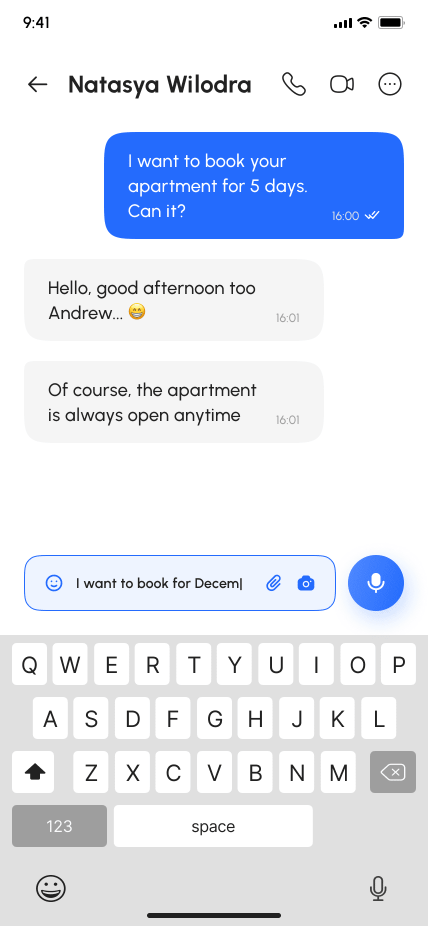 9:41
Natasya Wilodra
I want to book your
apartment for 5 days.
Can it?
16:00
Hello, good afternoon too
Andrew... 😁
16:01
Of course, the apartment
is always open anytime
16:01
I want to book for Decem|
Q W E R T Y U I O P
A S D F G H J K L
Z X C V B N M
123 space